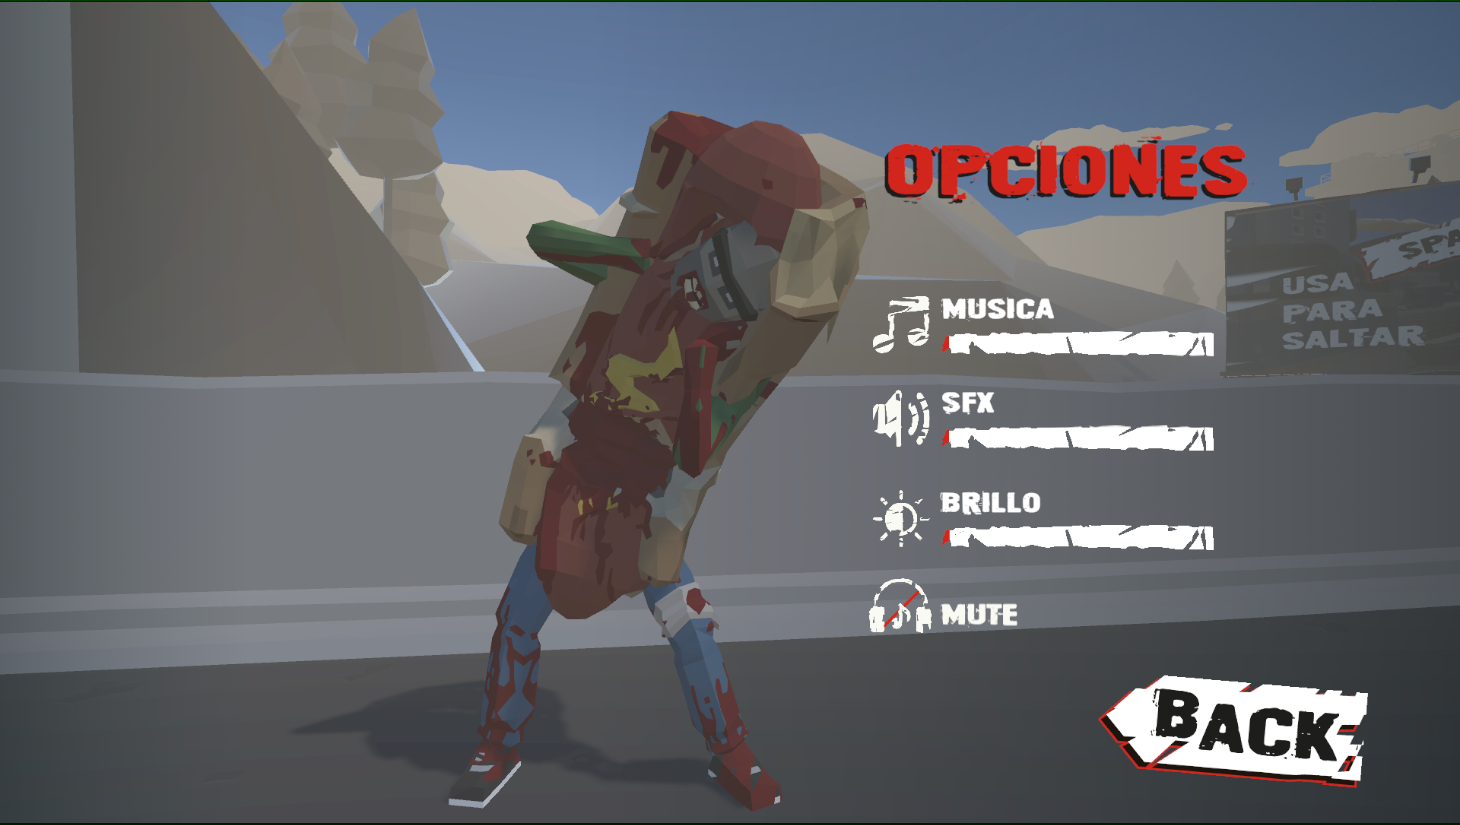 OPCIONES
MUSICA
SFX
BRILLO
MUTE
BACK
USA
PARA
SALTAR